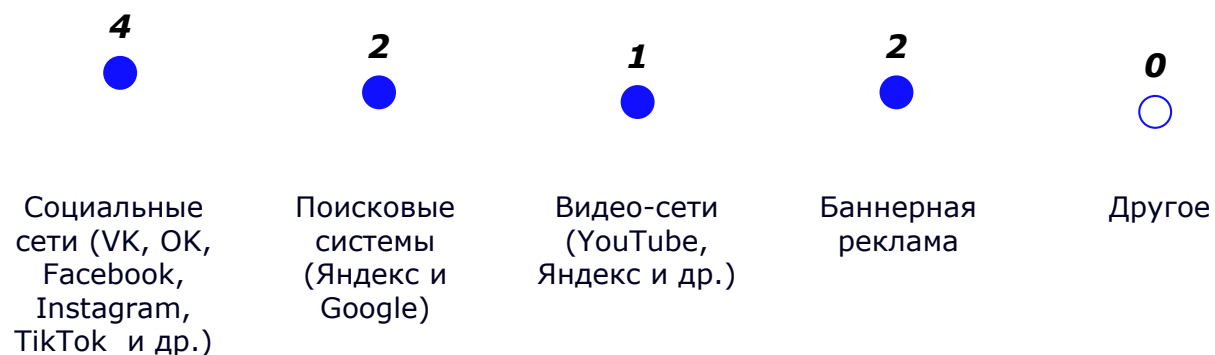 4
2
1
2
0
Социальные
сети (VK, OK,
Facebook,
Instagram,
TikTok и др.)
Поисковые
системы
(Яндекс и
Google)
Видео-сети
(YouTube,
Яндекс и др.)
Баннерная
реклама
Другое